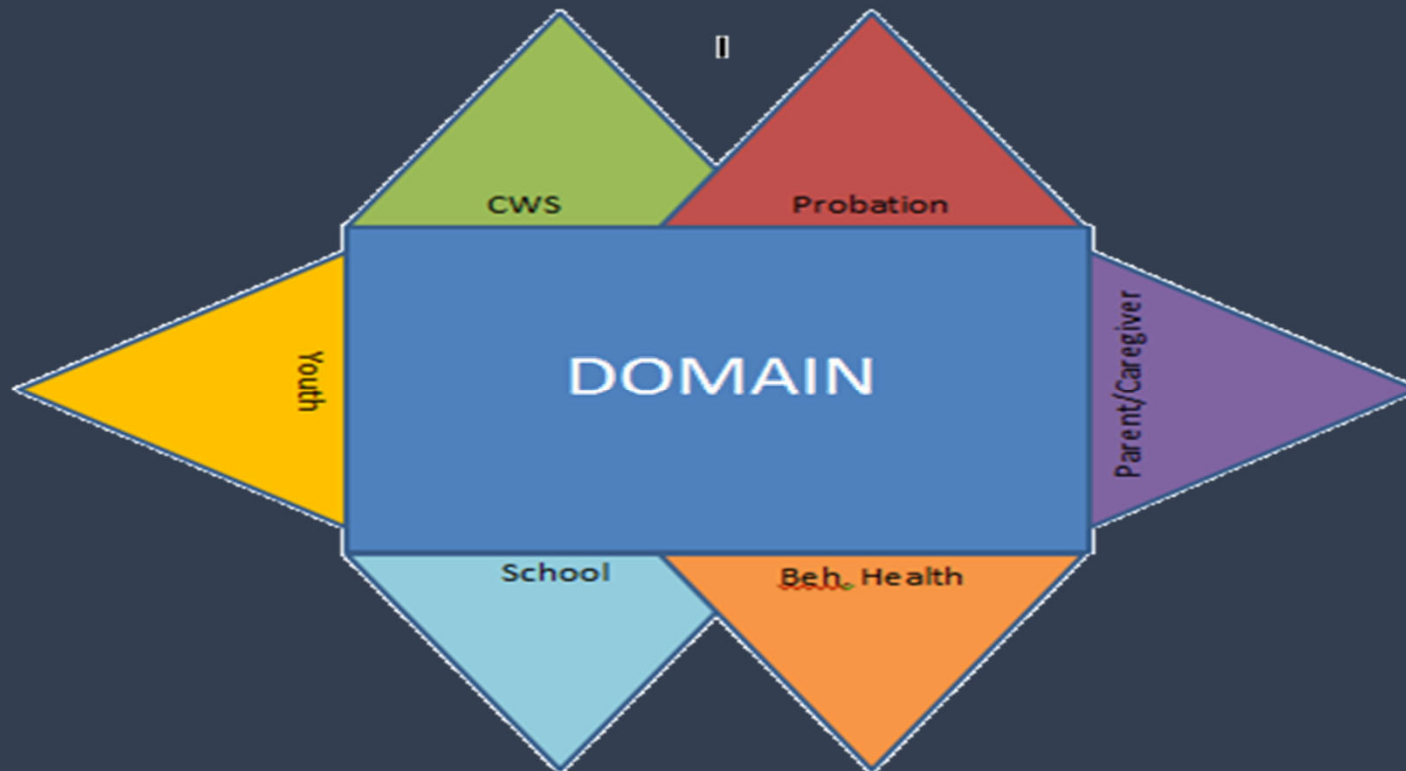 CWS
Probation
Youth
DOMAIN
Parent/Caregiver
School
Beh. Health